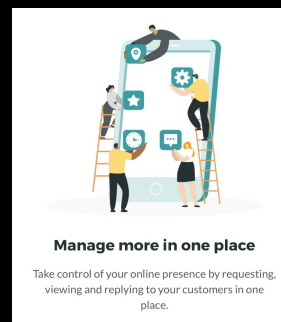 Manage more in one place
Take control of your online presence by requesting,
viewing and replying to your customers in one
place.